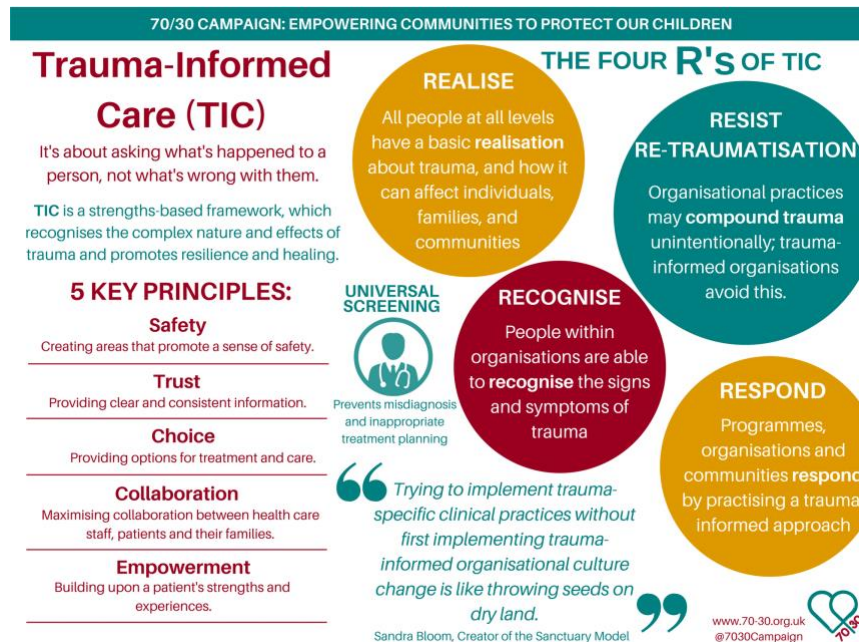 70/30 CAMPAIGN: EMPOWERING COMMUNITIES TO PROTECT OUR CHILDREN
Trauma-Informed
Care (TIC)
It's about asking what's happened to a
person, not what's wrong with them.
TIC is a strengths-based framework, which
recognises the complex nature and effects of
trauma and promotes resilience and healing.
5 KEY PRINCIPLES:
Safety
Creating areas that promote a sense of safety.
Trust
Providing clear and consistent information.
Choice
Providing options for treatment and care.
Collaboration
Maximising collaboration between health care
staff, patients and their families.
Empowerment
Building upon a patient's strengths and
experiences.
THE FOUR R'S OF TIC
REALISE
All people at all levels
have a basic realisation
about trauma, and how it
can affect individuals,
families, and
communities
RESIST
RE-TRAUMATISATION
Organisational practices
may compound trauma
unintentionally; trauma-
informed organisations
avoid this.
UNIVERSAL
SCREENING
Prevents misdiagnosis
and inappropriate
treatment planning
RECOGNISE
People within
organisations are able
to recognise the signs
and symptoms of
trauma
RESPOND
Programmes,
organisations and
communities respond
by practising a trauma
informed approach
“Trying to implement trauma-
specific clinical practices without
first implementing trauma-
informed organisational culture
change is like throwing seeds on
dry land.”
Sandra Bloom, Creator of the Sanctuary Model
www.70-30.org.uk
@7030Campaign
70/30